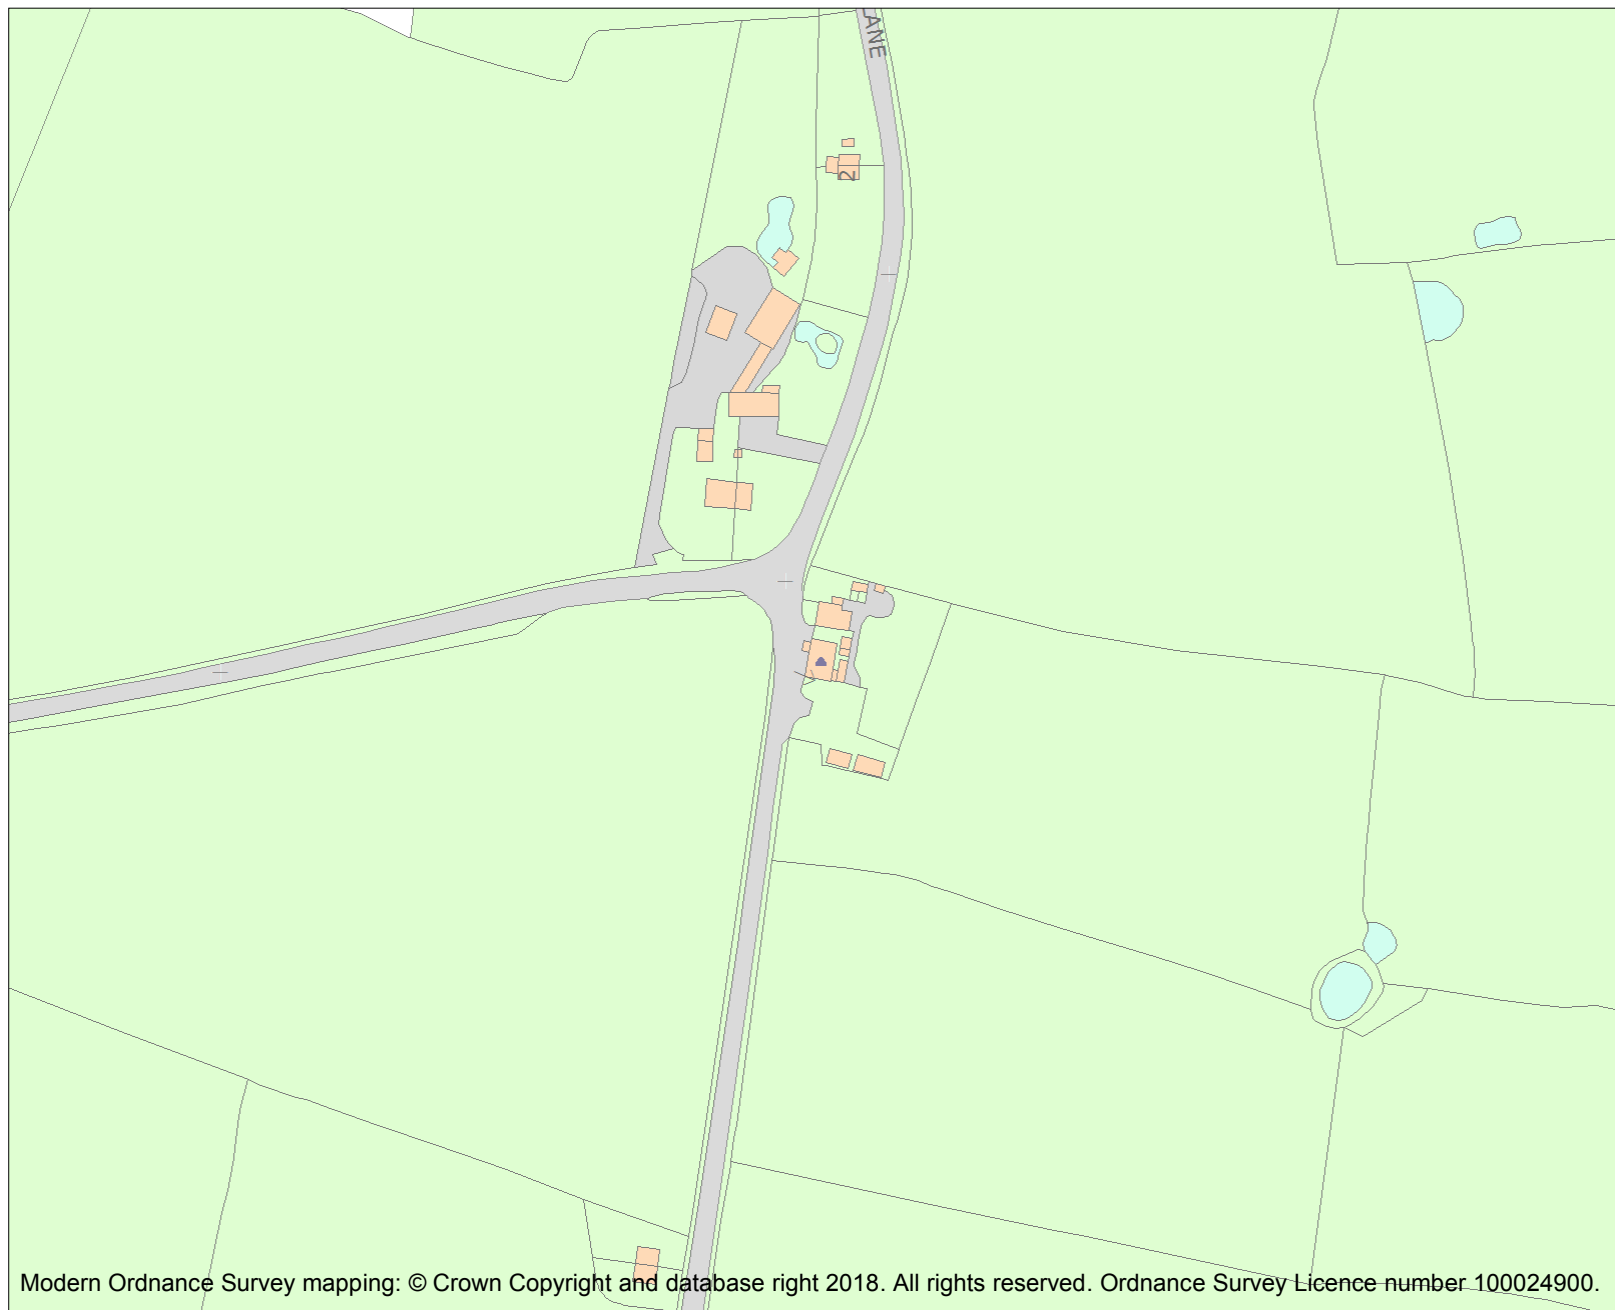 LANE
2
Modern Ordnance Survey mapping: © Crown Copyright and database right 2018. All rights reserved. Ordnance Survey Licence number 100024900.